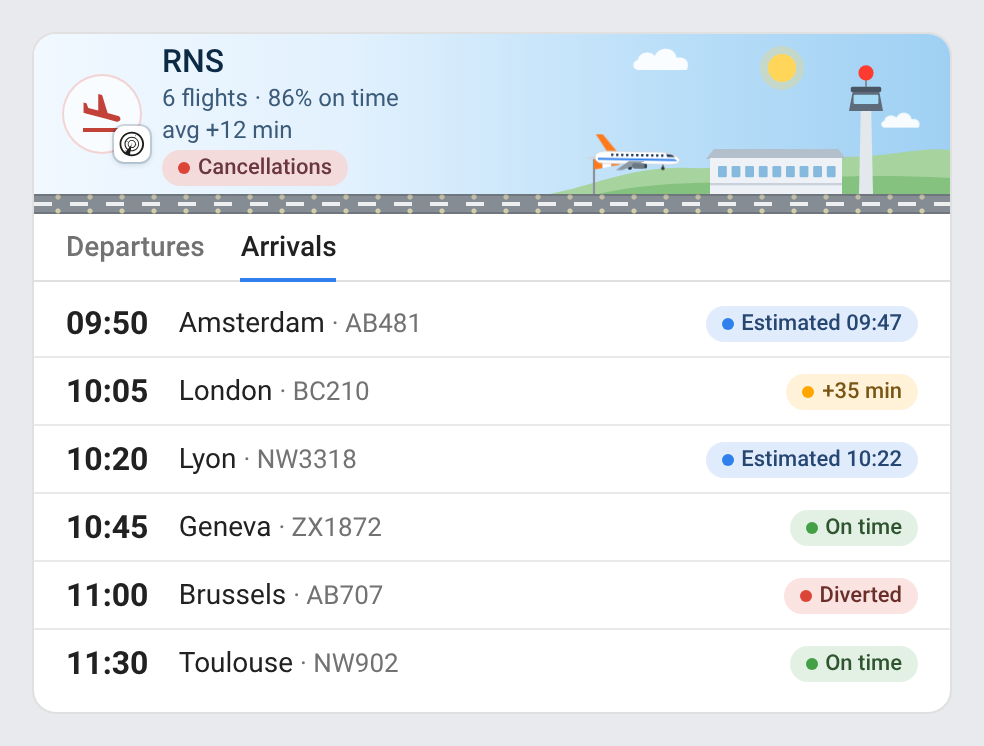 RNS
6 flights · 86% on time
avg +12 min
Cancellations
Departures Arrivals
09:50 Amsterdam · AB481 Estimated 09:47
10:05 London · BC210 +35 min
10:20 Lyon · NW3318 Estimated 10:22
10:45 Geneva · ZX1872 On time
11:00 Brussels · AB707 Diverted
11:30 Toulouse · NW902 On time